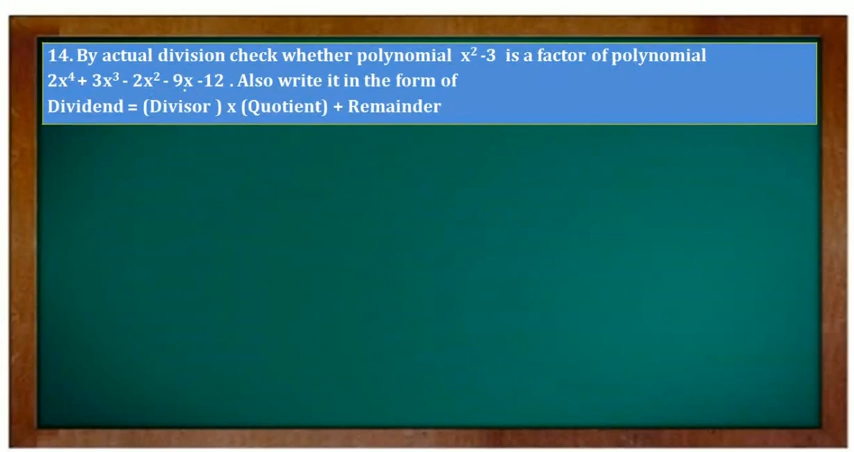 14. By actual division check whether polynomial x² -3 is a factor of polynomial
2x⁴ + 3x³ - 2x² - 9x -12 . Also write it in the form of
Dividend = (Divisor ) x (Quotient) + Remainder